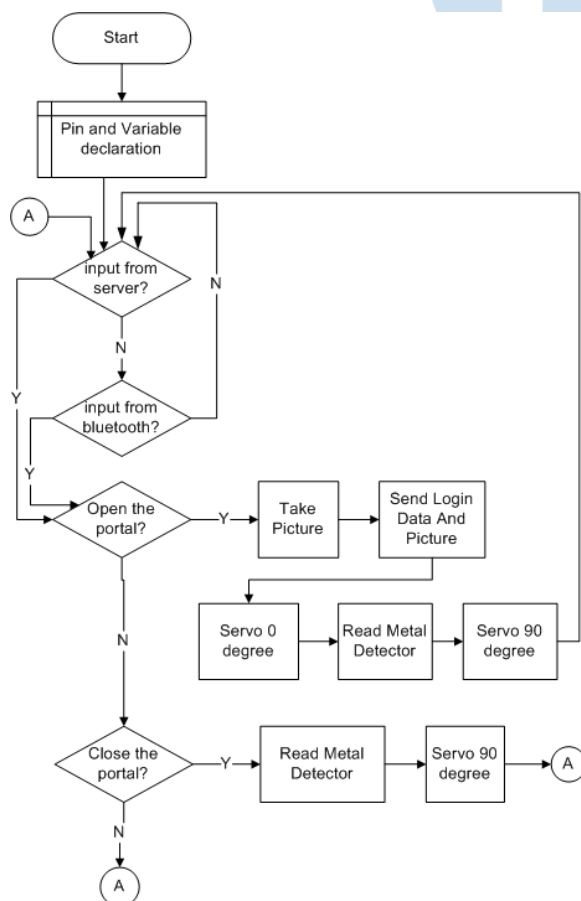 Start
Pin and Variable
declaration
A
input from
server?
N
N
Y
input from
bluetooth?
Y
Open the
portal?
Y
Take
Picture
Send Login
Data And
Picture
Servo 0
degree
Read Metal
Detector
Servo 90
degree
N
Close the
portal?
Y
Read Metal
Detector
Servo 90
degree
A
N
A